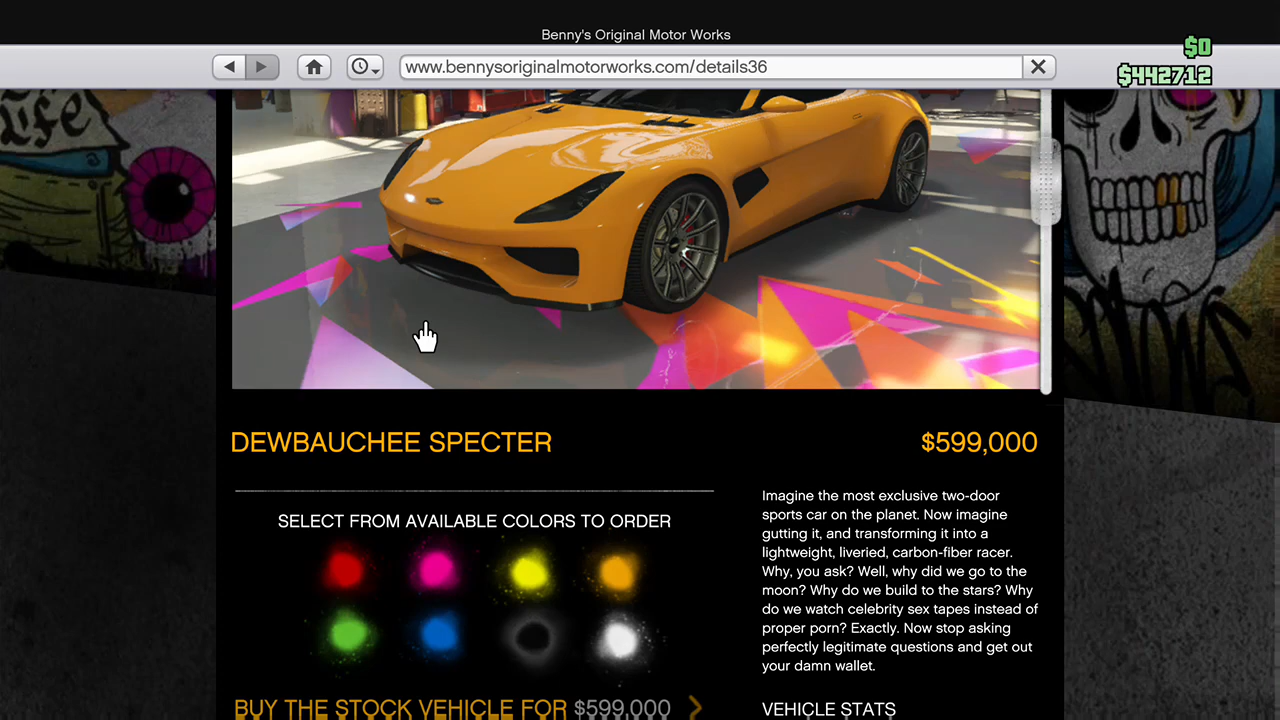 Benny's Original Motor Works
www.bennysoriginalmotorworks.com/details36
$0
$442712
Life
DEWBAUCHEE SPECTER
$599,000
SELECT FROM AVAILABLE COLORS TO ORDER
BUY THE STOCK VEHICLE FOR $599,000
Imagine the most exclusive two-door
sports car on the planet. Now imagine
gutting it, and transforming it into a
lightweight, liveried, carbon-fiber racer.
Why, you ask? Well, why did we go to the
moon? Why do we build to the stars? Why
do we watch celebrity sex tapes instead of
proper porn? Exactly. Now stop asking
perfectly legitimate questions and get out
your damn wallet.
VEHICLE STATS